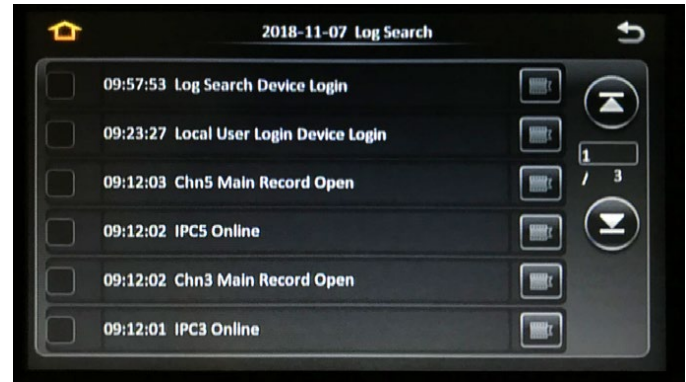 2018-11-07 Log Search
09:57:53 Log Search Device Login
09:23:27 Local User Login Device Login
09:12:03 Chn5 Main Record Open
09:12:02 IPC5 Online
09:12:02 Chn3 Main Record Open
09:12:01 IPC3 Online
1
/ 3